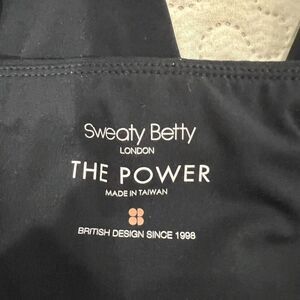 Sweaty Betty
LONDON
THE POWER
MADE IN TAIWAN
BRITISH DESIGN SINCE 1998